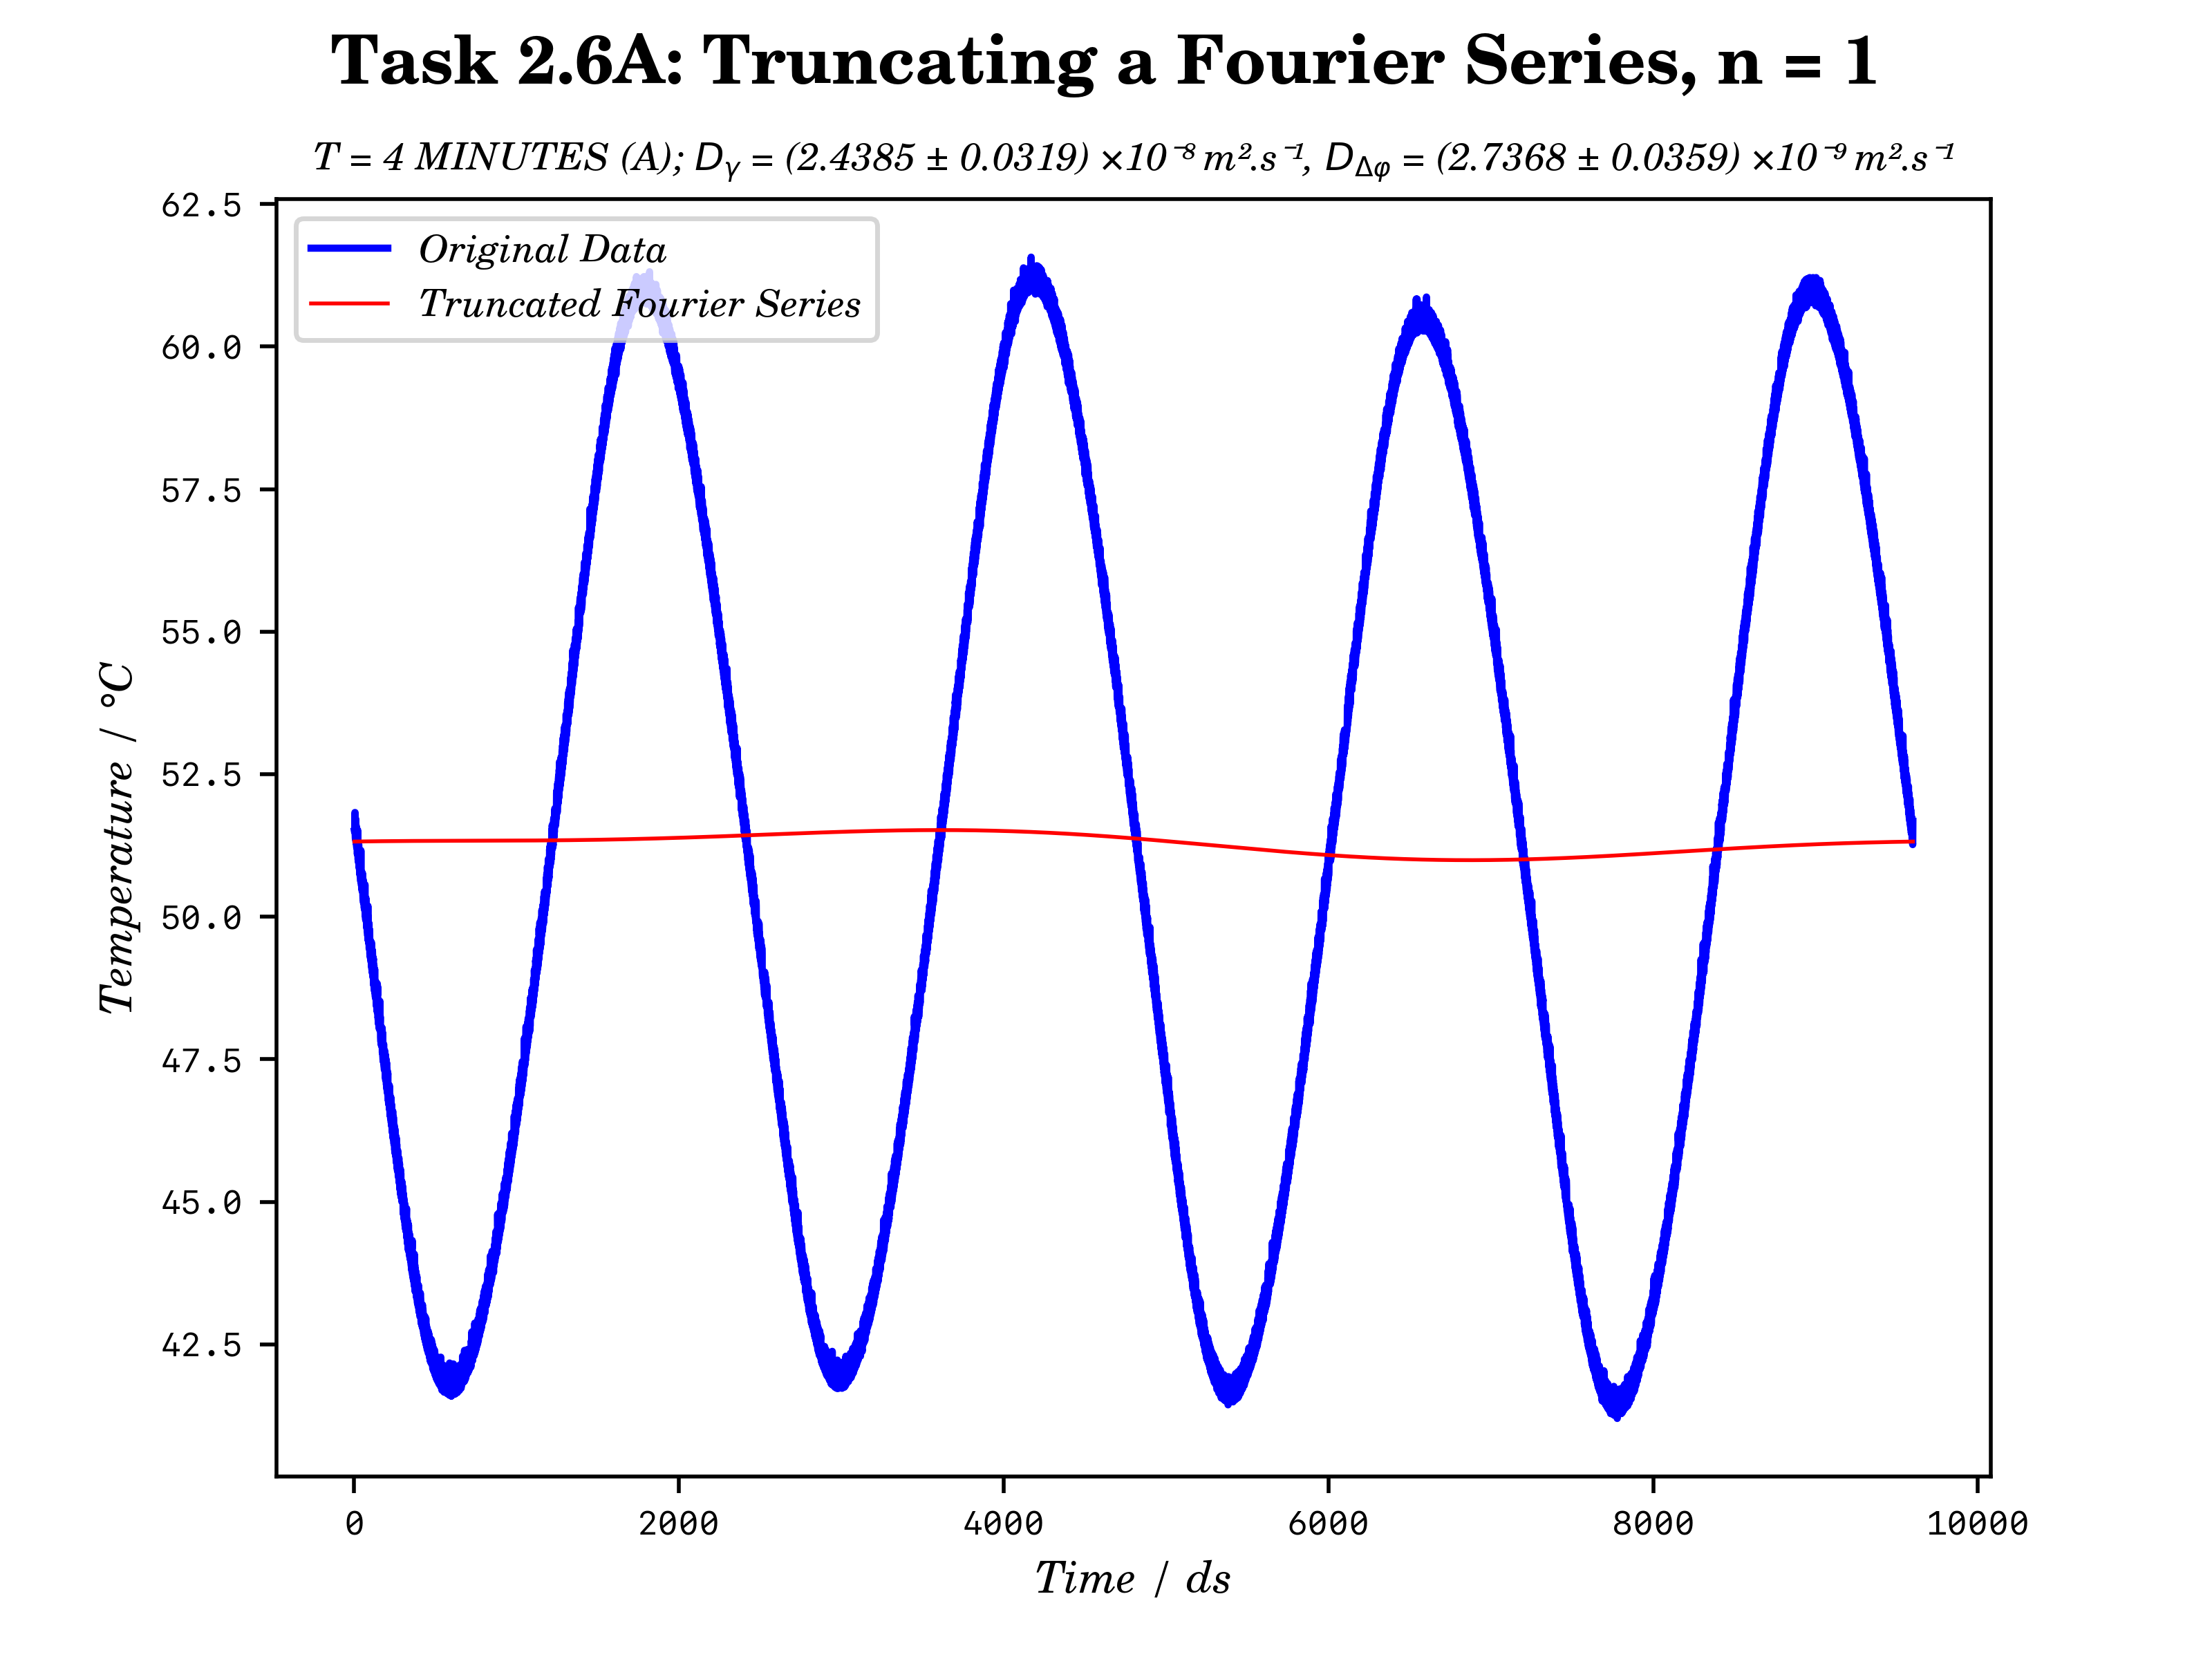 Task 2.6A: Truncating a Fourier Series, n = 1
T = 4 MINUTES (A); D_γ = (2.4385 ± 0.0319) ×10⁻⁸ m².s⁻¹, D_Δφ = (2.7368 ± 0.0359) ×10⁻⁹ m².s⁻¹
Original Data
Truncated Fourier Series
62.5
60.0
57.5
55.0
52.5
50.0
47.5
45.0
42.5
Temperature / °C
0 2000 4000 6000 8000 10000
Time / ds